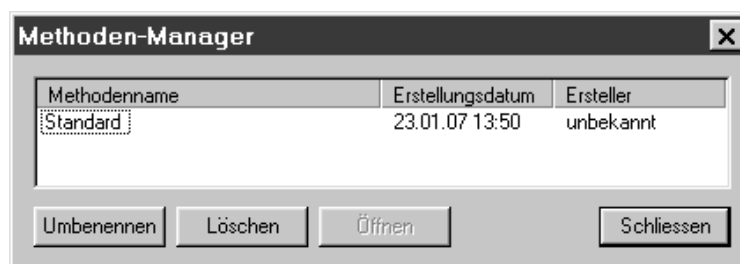 Methoden-Manager
Methodenname Erstellungsdatum Ersteller
Standard 23.01.07 13:50 unbekannt
Umbenennen Löschen Öffnen Schliessen